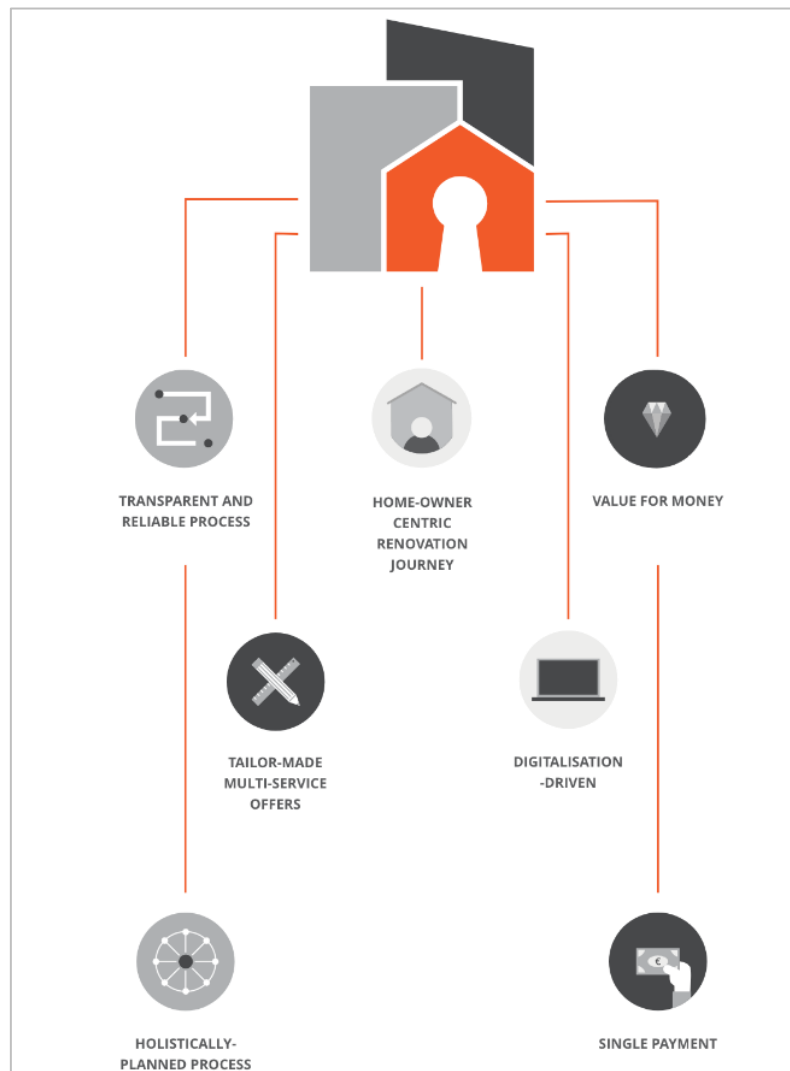 TRANSPARENT AND
RELIABLE PROCESS
HOME-OWNER
CENTRIC
RENOVATION
JOURNEY
VALUE FOR MONEY
TAILOR-MADE
MULTI-SERVICE
OFFERS
DIGITALISATION
-DRIVEN
€
HOLISTICALLY-
PLANNED PROCESS
SINGLE PAYMENT